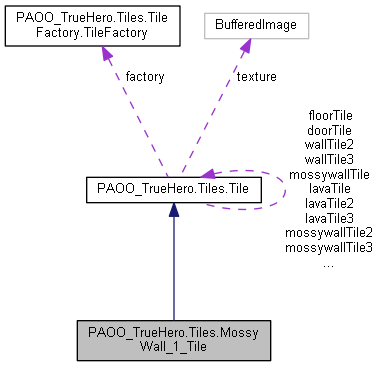 PAOO_TrueHero.Tiles.Tile
Factory.TileFactory
BufferedImage
factory
texture
floorTile
doorTile
wallTile2
wallTile3
mossywallTile
lavaTile
lavaTile2
lavaTile3
mossywallTile2
mossywallTile3
...
PAOO_TrueHero.Tiles.Tile
PAOO_TrueHero.Tiles.Mossy
Wall_1_Tile